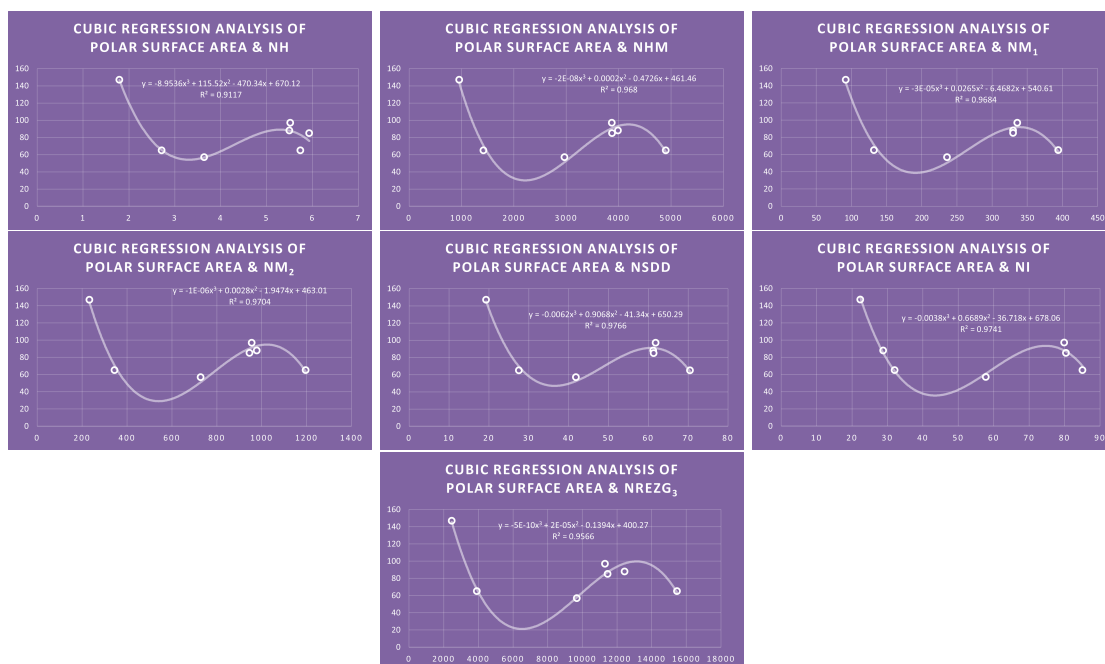 CUBIC REGRESSION ANALYSIS OF
POLAR SURFACE AREA & NH
y = -8.9536x³ + 115.52x² - 470.34x + 670.12
R² = 0.9117
160
140
120
100
80
60
40
20
0
0 1 2 3 4 5 6 7
CUBIC REGRESSION ANALYSIS OF
POLAR SURFACE AREA & NHM
y = -2E-08x³ + 0.0002x² - 0.4726x + 461.46
R² = 0.968
160
140
120
100
80
60
40
20
0
0 1000 2000 3000 4000 5000 6000
CUBIC REGRESSION ANALYSIS OF
POLAR SURFACE AREA & NM₁
y = -3E-05x³ + 0.0265x² - 6.4682x + 540.61
R² = 0.9684
160
140
120
100
80
60
40
20
0
0 50 100 150 200 250 300 350 400 450
CUBIC REGRESSION ANALYSIS OF
POLAR SURFACE AREA & NM₂
y = -1E-06x³ + 0.0028x² - 1.9474x + 463.01
R² = 0.9704
160
140
120
100
80
60
40
20
0
0 200 400 600 800 1000 1200 1400
CUBIC REGRESSION ANALYSIS OF
POLAR SURFACE AREA & NSDD
y = -0.0062x³ + 0.9068x² - 41.34x + 650.29
R² = 0.9766
160
140
120
100
80
60
40
20
0
0 10 20 30 40 50 60 70 80
CUBIC REGRESSION ANALYSIS OF
POLAR SURFACE AREA & NI
y = -0.0038x³ + 0.6689x² - 36.718x + 678.06
R² = 0.9741
160
140
120
100
80
60
40
20
0
0 10 20 30 40 50 60 70 80 90
CUBIC REGRESSION ANALYSIS OF
POLAR SURFACE AREA & NREZG₃
y = -5E-10x³ + 2E-05x² - 0.1394x + 400.27
R² = 0.9566
160
140
120
100
80
60
40
20
0
0 2000 4000 6000 8000 10000 12000 14000 16000 18000